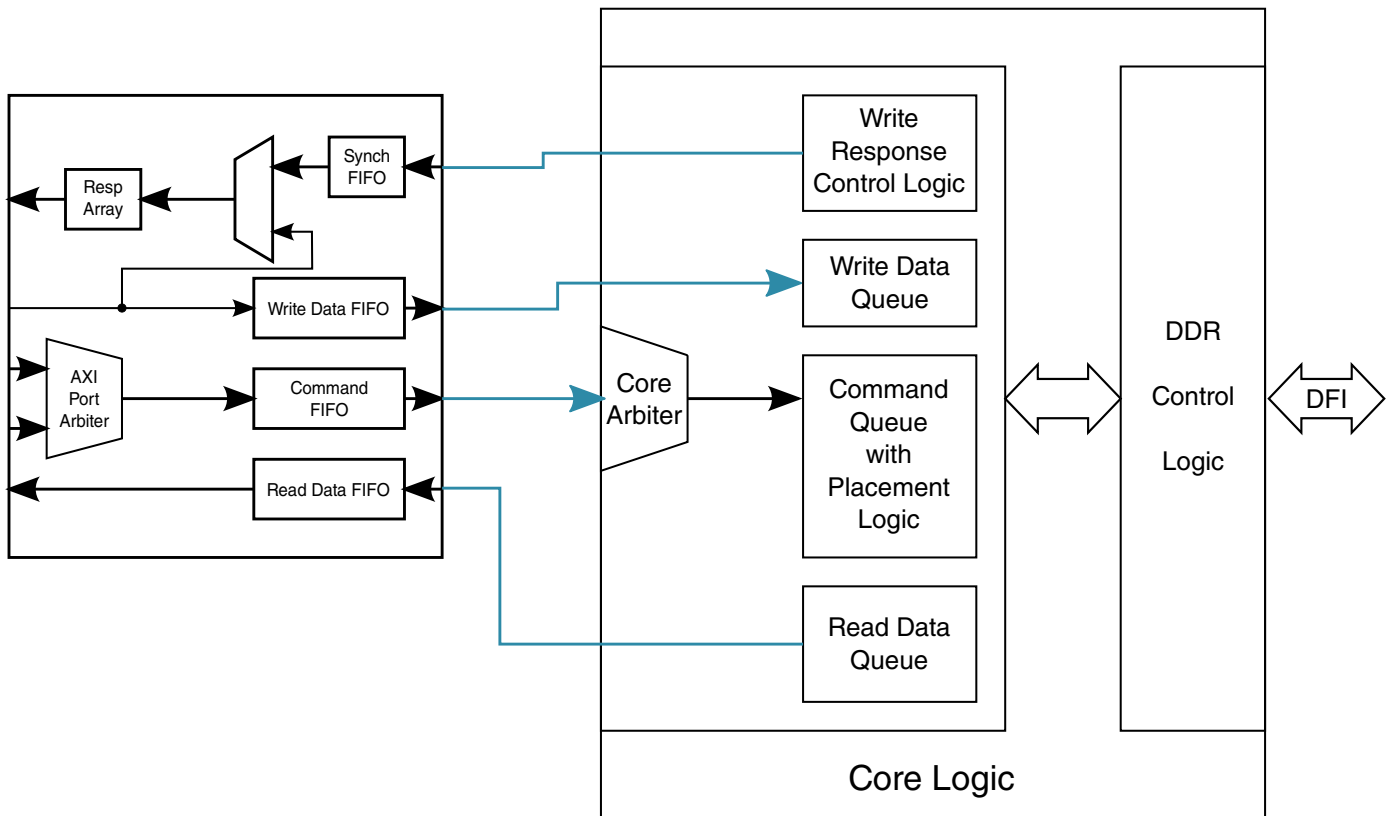 Synch
FIFO
Resp
Array
Write Data FIFO
AXI
Port
Arbiter
Command
FIFO
Read Data FIFO
Write
Response
Control Logic
Write Data
Queue
Core
Arbiter
Command
Queue
with
Placement
Logic
Read Data
Queue
DDR
Control
Logic
DFI
Core Logic